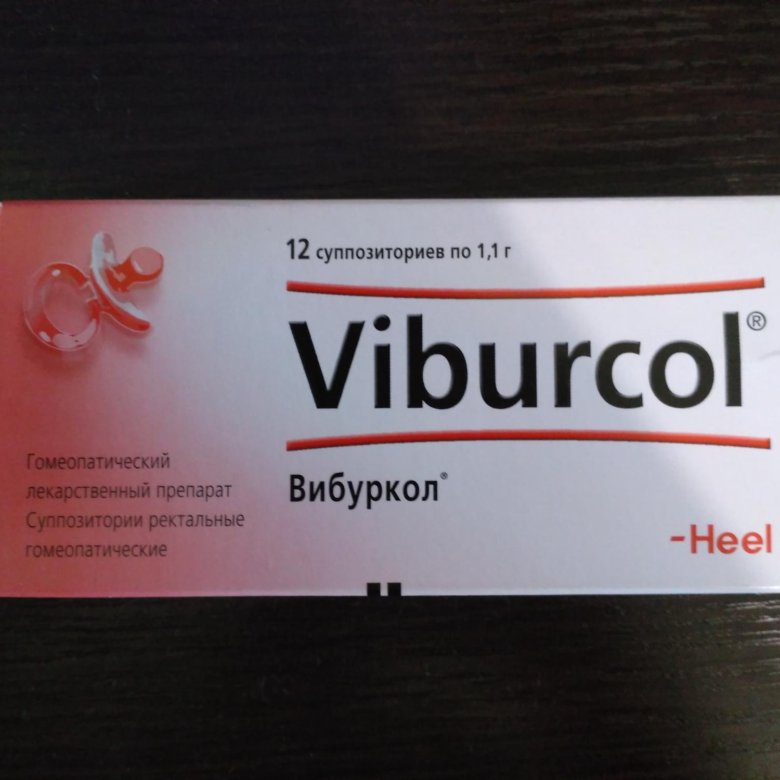 12 суппозиториев по 1,1 г
Viburcol®
Вибуркол®
Гомеопатический
лекарственный препарат
Суппозитории ректальные
гомеопатические
-Heel